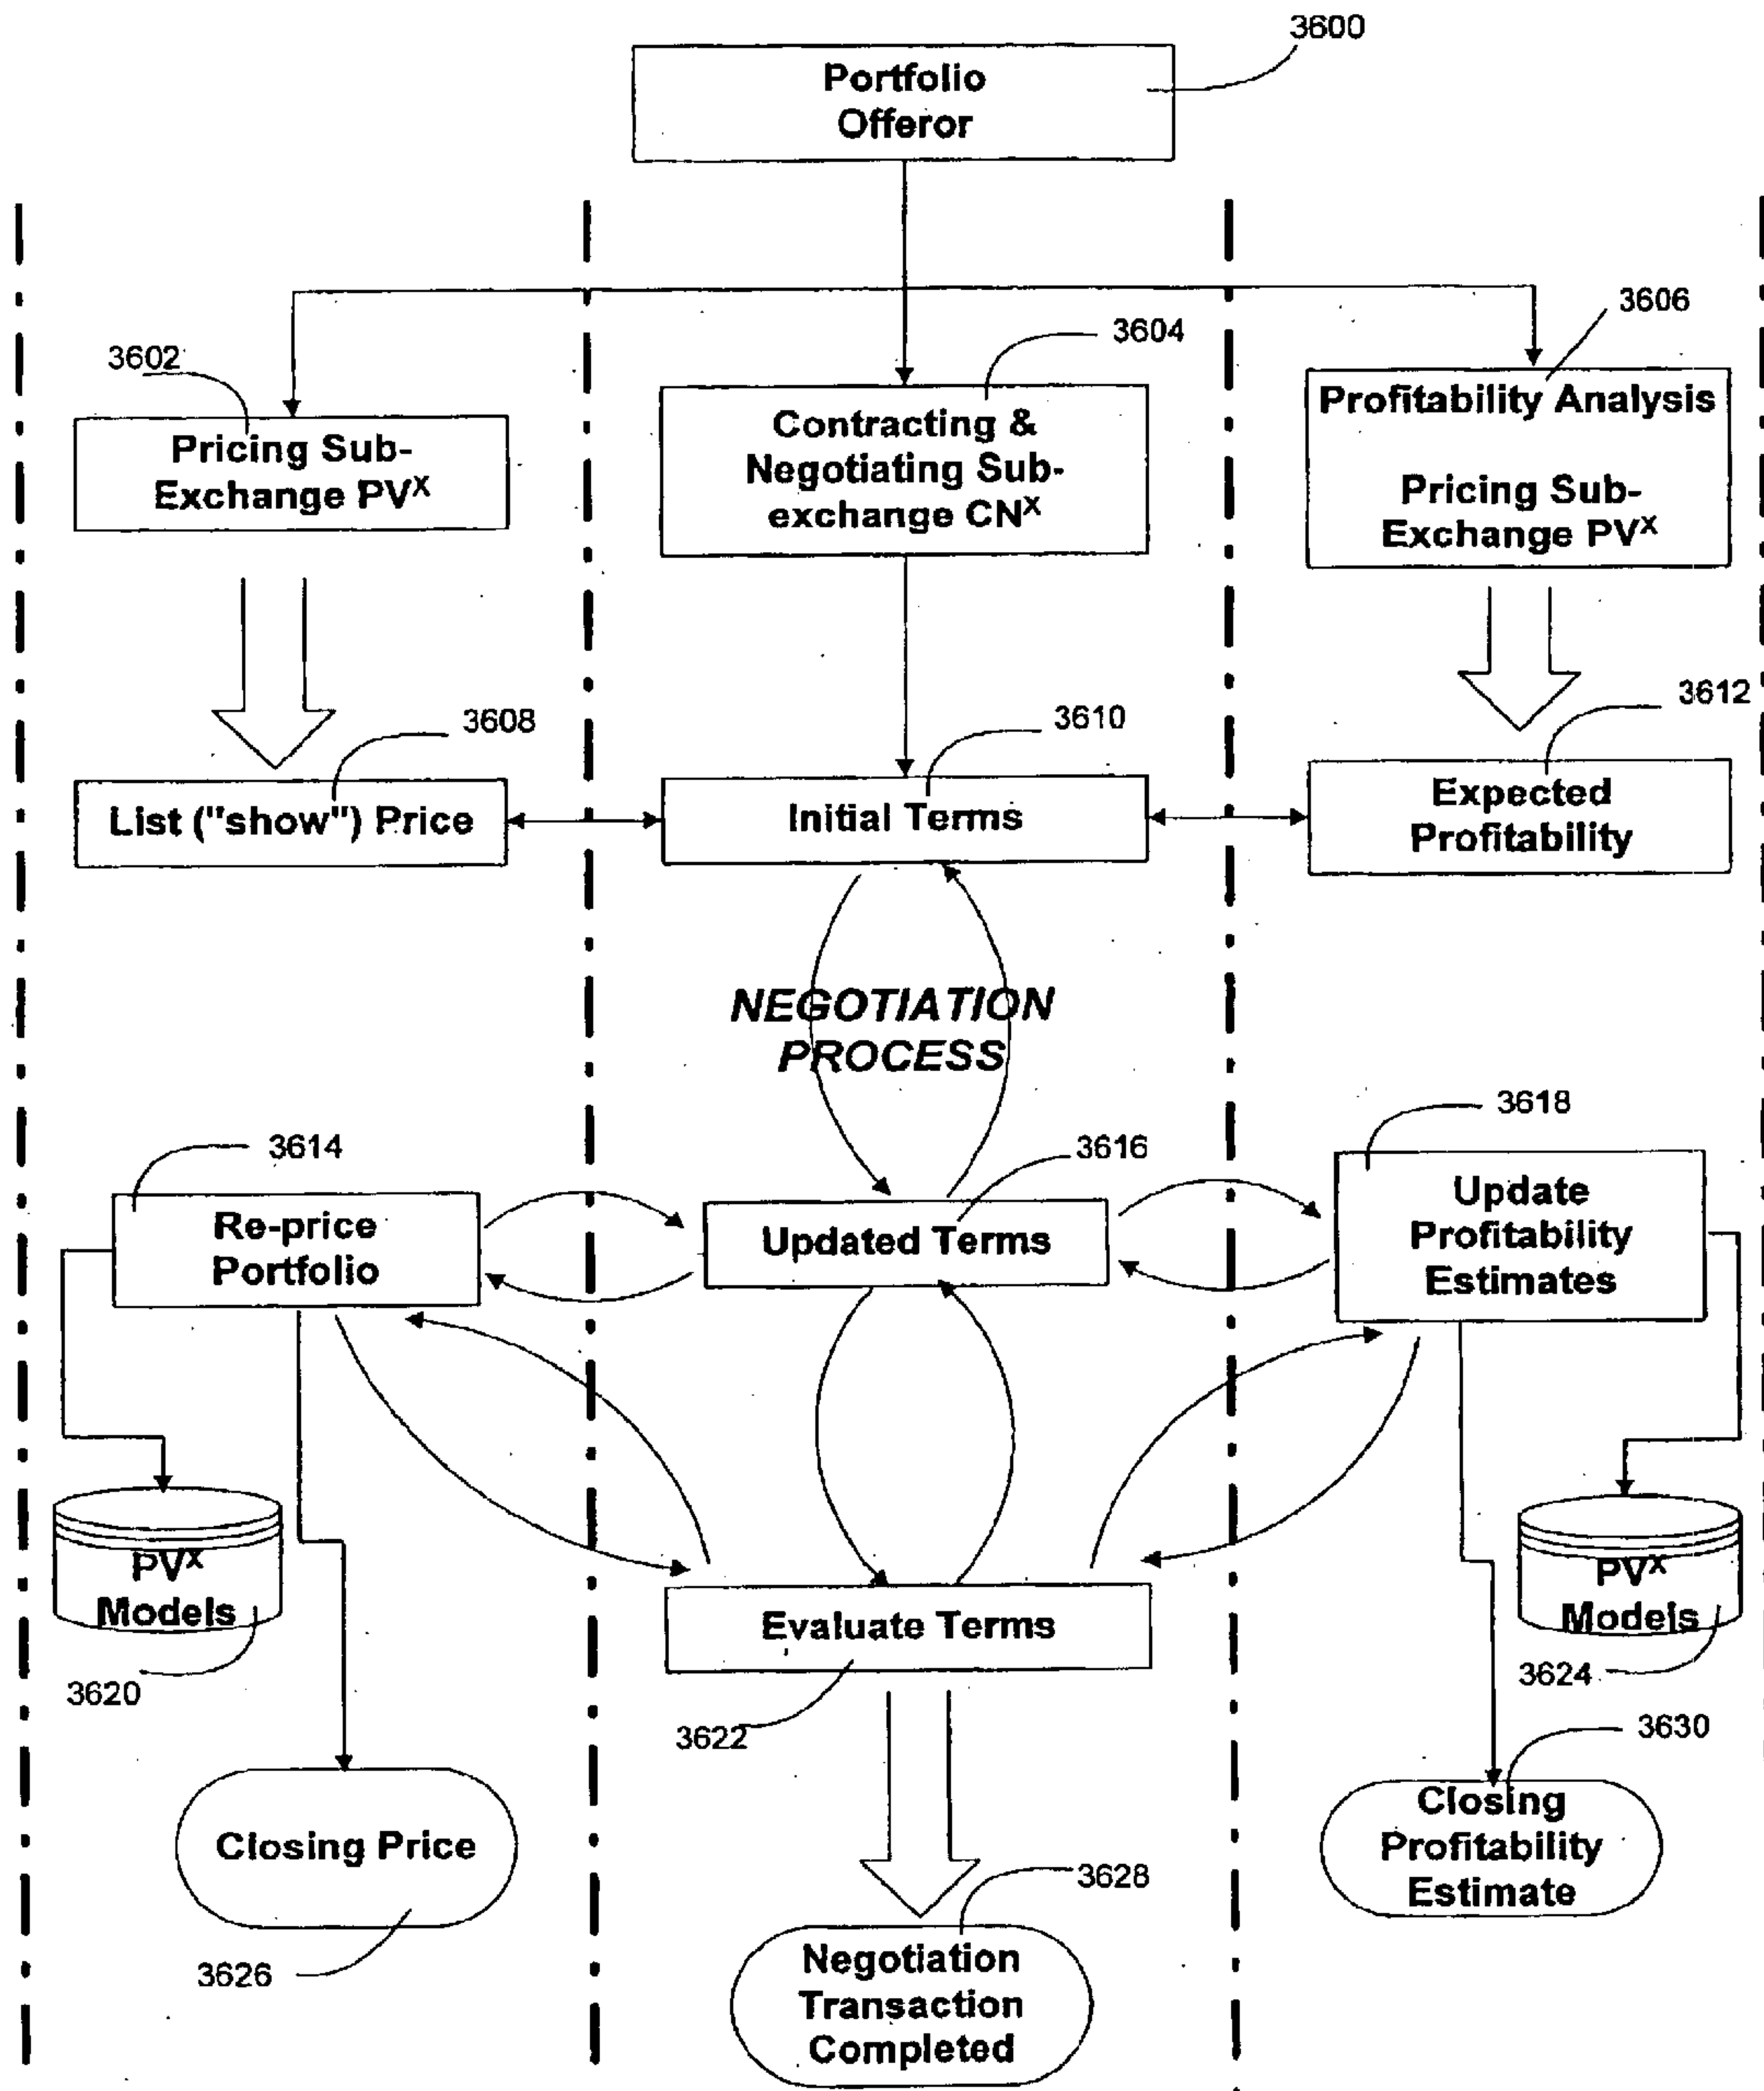 3600
Portfolio
Offeror
3602
3604
3606
Pricing Sub-
Exchange PVˣ
Contracting &
Negotiating Sub-
exchange CNˣ
Profitability Analysis
Pricing Sub-
Exchange PVˣ
3608
3610
3612
List ("show") Price
Initial Terms
Expected
Profitability
NEGOTIATION
PROCESS
3614
3616
3618
Re-price
Portfolio
Updated Terms
Update
Profitability
Estimates
PVˣ
Models
3620
Evaluate Terms
3622
PVˣ
Models
3624
Closing Price
3626
3628
Negotiation
Transaction
Completed
3630
Closing
Profitability
Estimate